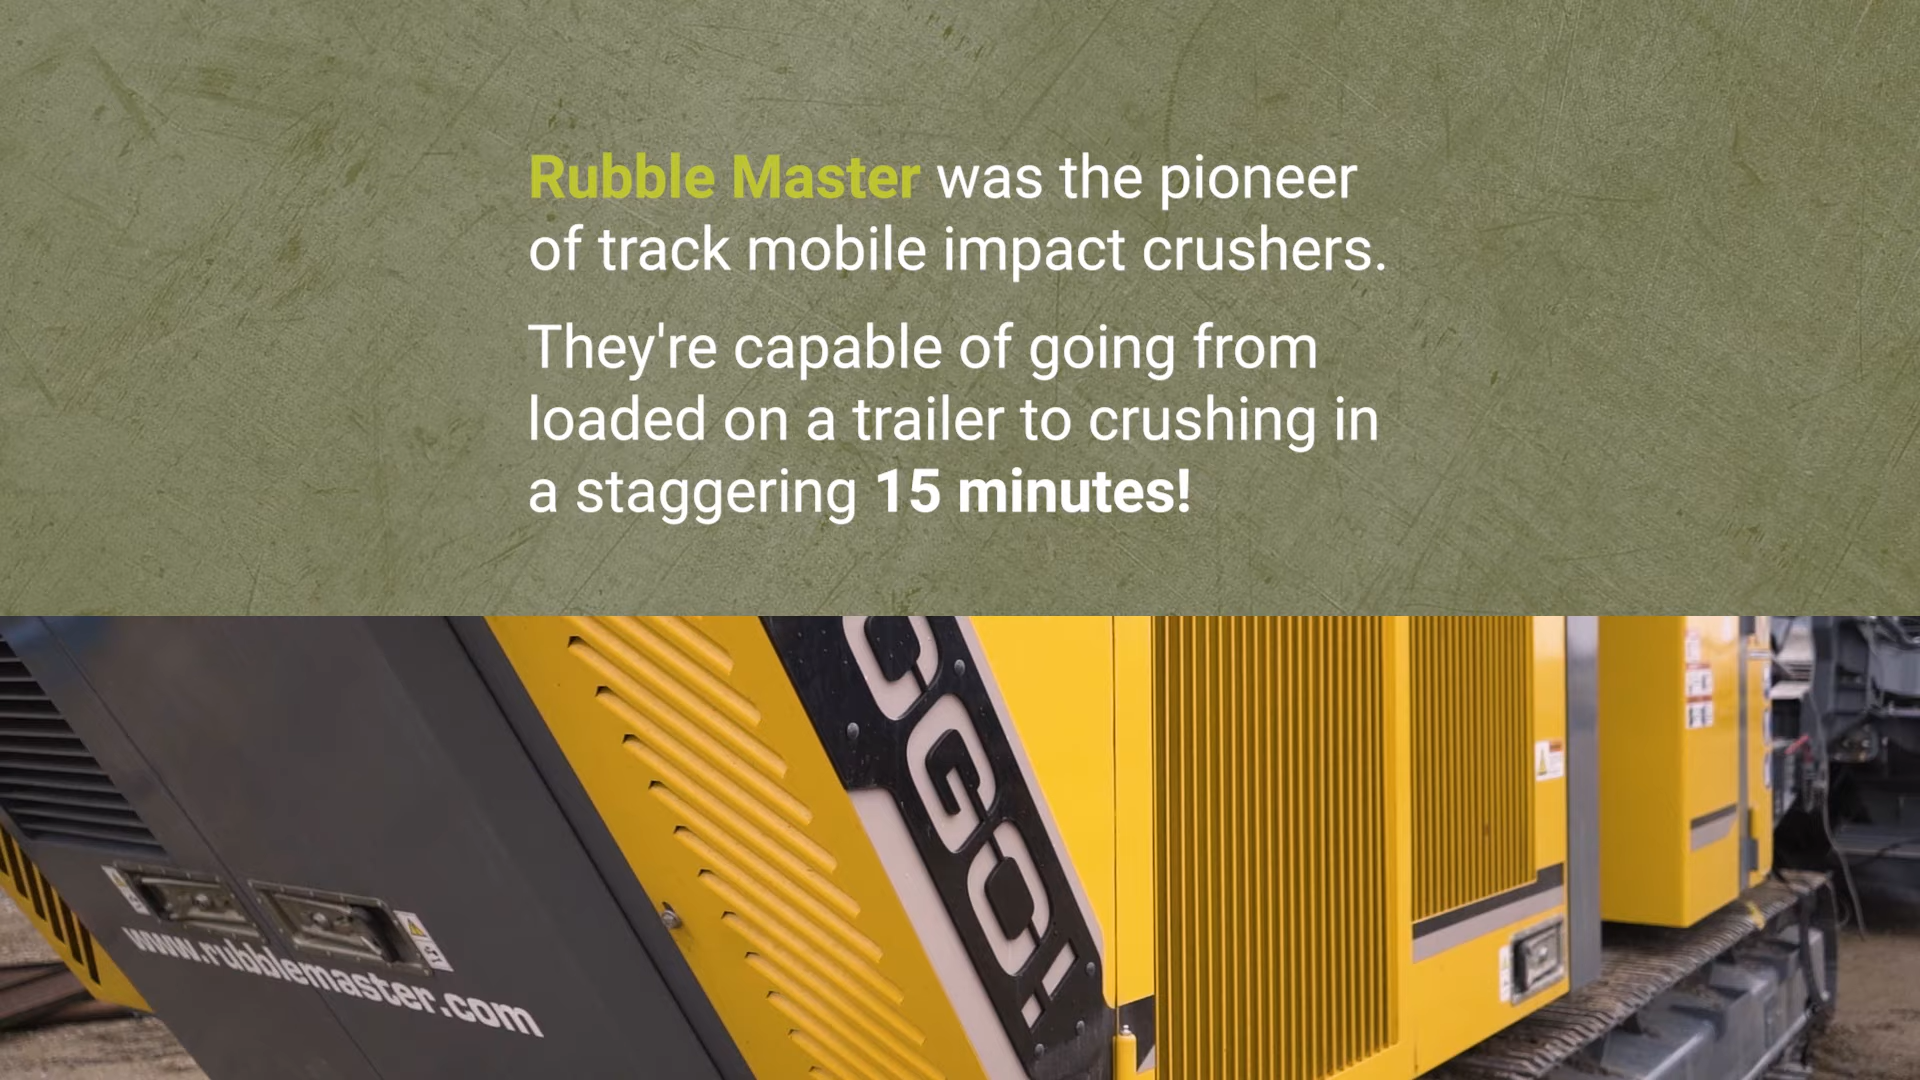 Rubble Master was the pioneer
of track mobile impact crushers.
They're capable of going from
loaded on a trailer to crushing in
a staggering 15 minutes!
GO!
www.rubblemaster.com